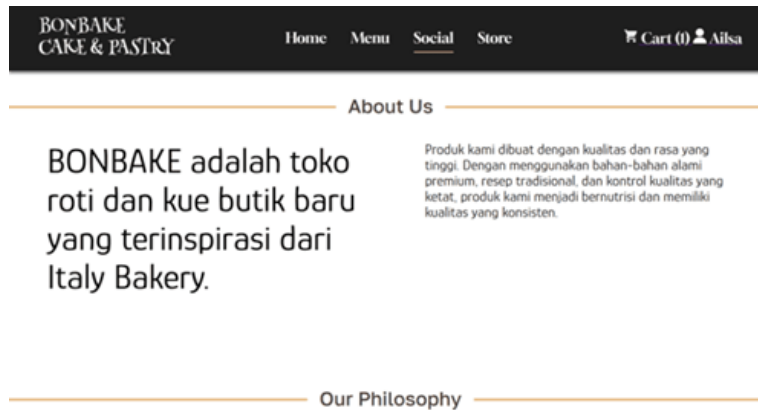 BONBAKE
CAKE & PASTRY
Home Menu Social Store
Cart (1) Ailsa
About Us
BONBAKE adalah toko
roti dan kue butik baru
yang terinspirasi dari
Italy Bakery.
Produk kami dibuat dengan kualitas dan rasa yang
tinggi. Dengan menggunakan bahan-bahan alami
premium, resep tradisional, dan kontrol kualitas yang
ketat, produk kami menjadi bernutrisi dan memiliki
kualitas yang konsisten.
Our Philosophy